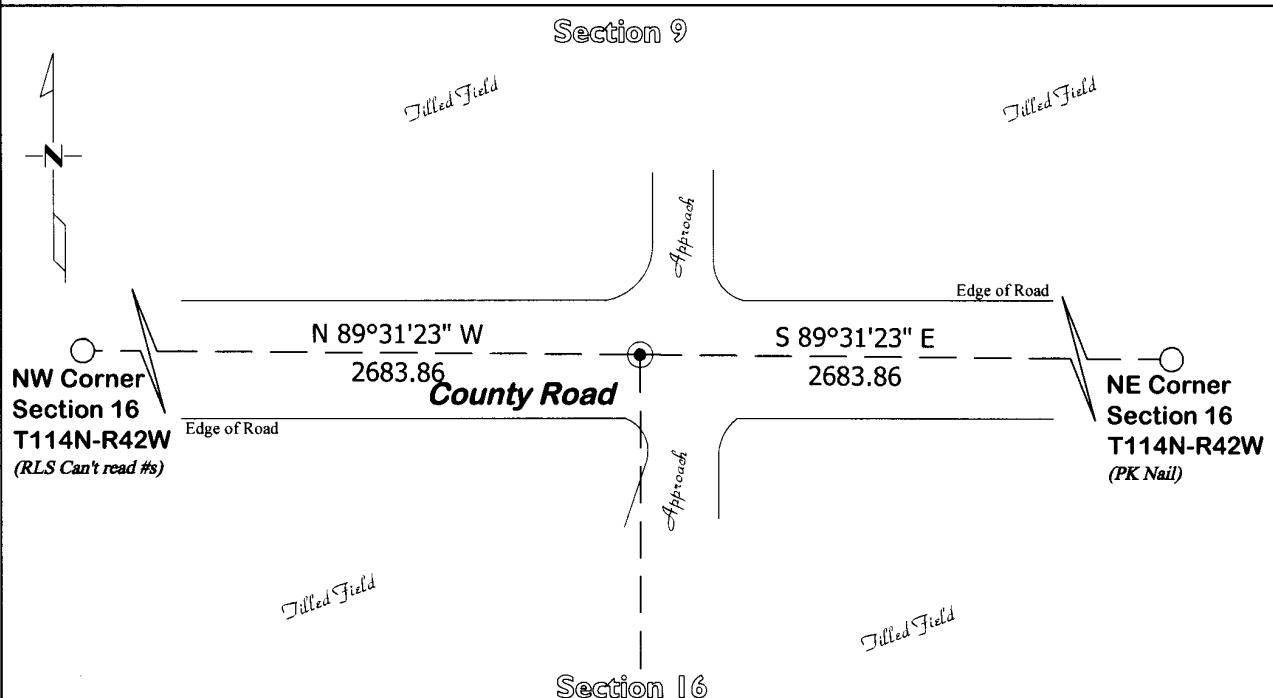 Section 9
Tilled Field
Tilled Field
N
Approach
Edge of Road
N 89°31'23" W
2683.86
S 89°31'23" E
2683.86
County Road
NW Corner
Section 16
T114N-R42W
(RLS Can't read #s)
Edge of Road
NE Corner
Section 16
T114N-R42W
(PK Nail)
Approach
Tilled Field
Tilled Field
Section 16